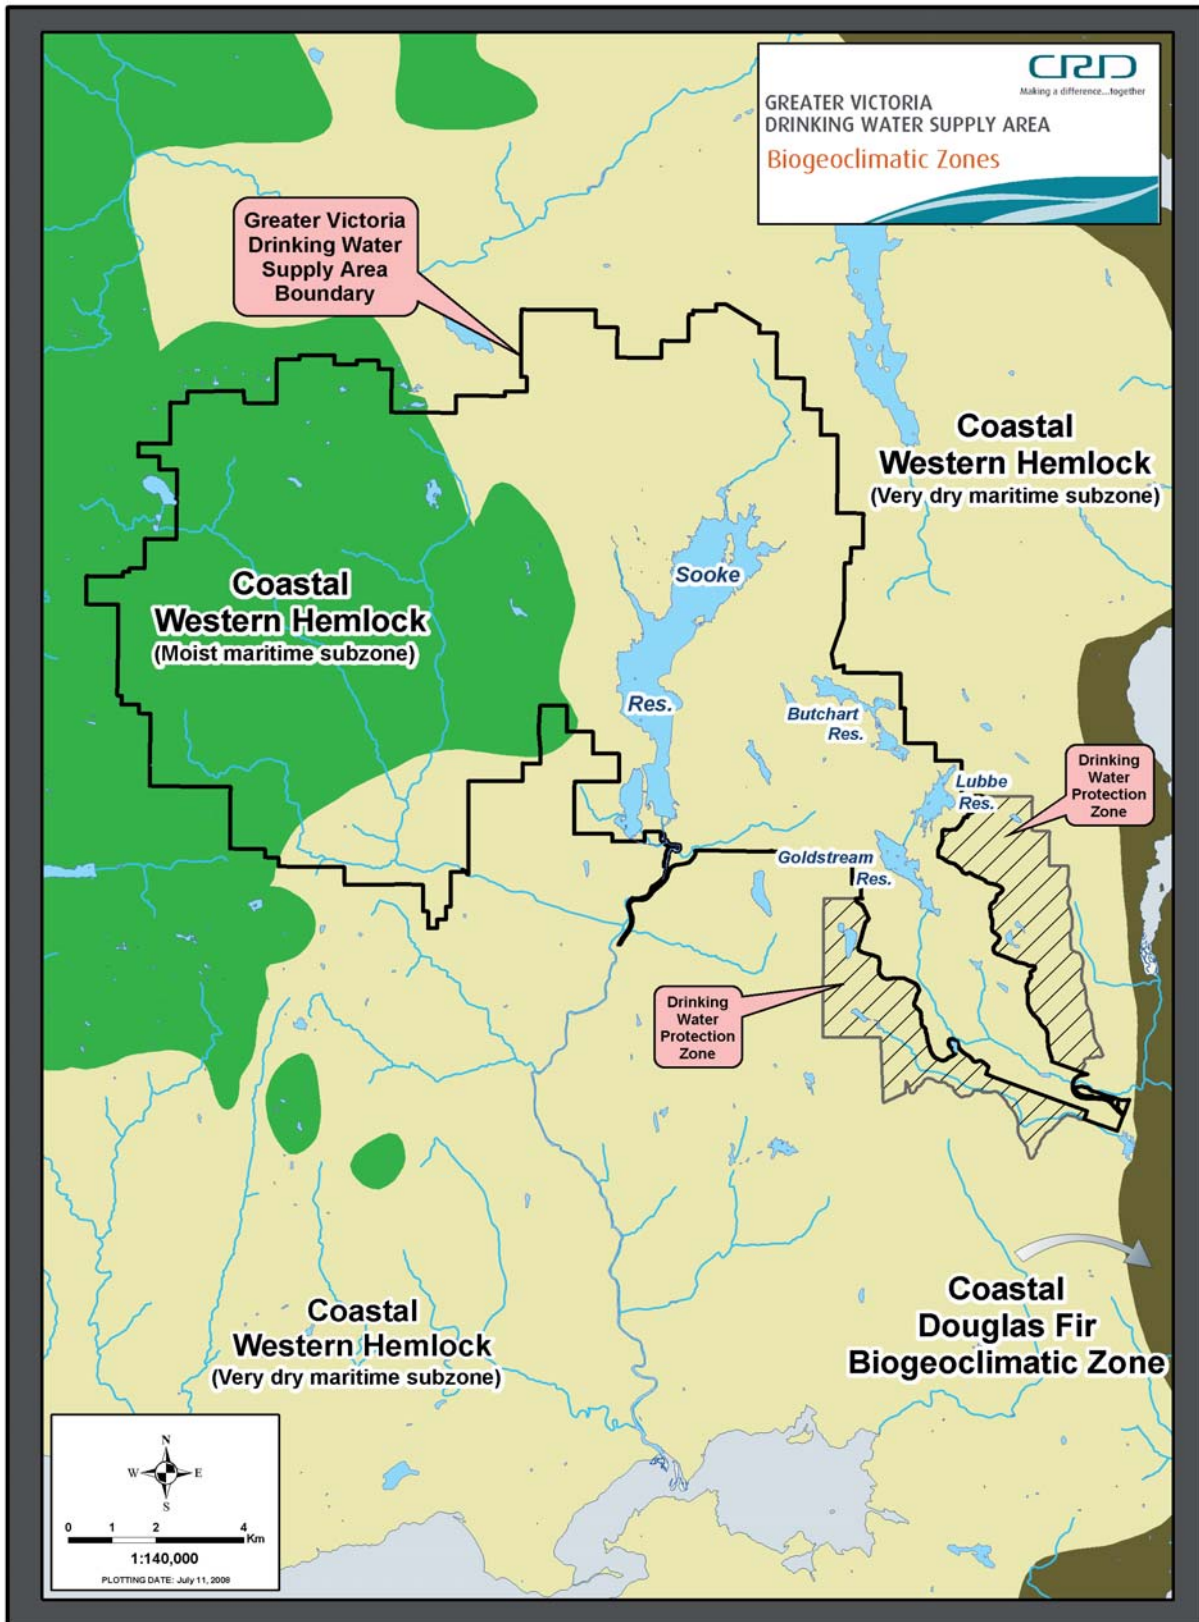 CRD
Making a difference...together
GREATER VICTORIA
DRINKING WATER SUPPLY AREA
Biogeoclimatic Zones
Greater Victoria
Drinking Water
Supply Area
Boundary
Coastal
Western Hemlock
(Very dry maritime subzone)
Sooke
Res.
Coastal
Western Hemlock
(Moist maritime subzone)
Butchart
Res.
Lubbe
Res.
Drinking
Water
Protection
Zone
Goldstream
Res.
Drinking
Water
Protection
Zone
Coastal
Douglas Fir
Biogeoclimatic Zone
Coastal
Western Hemlock
(Very dry maritime subzone)
N
W E
S
0 1 2 4
Km
1:140,000
PLOTTING DATE: July 11, 2008